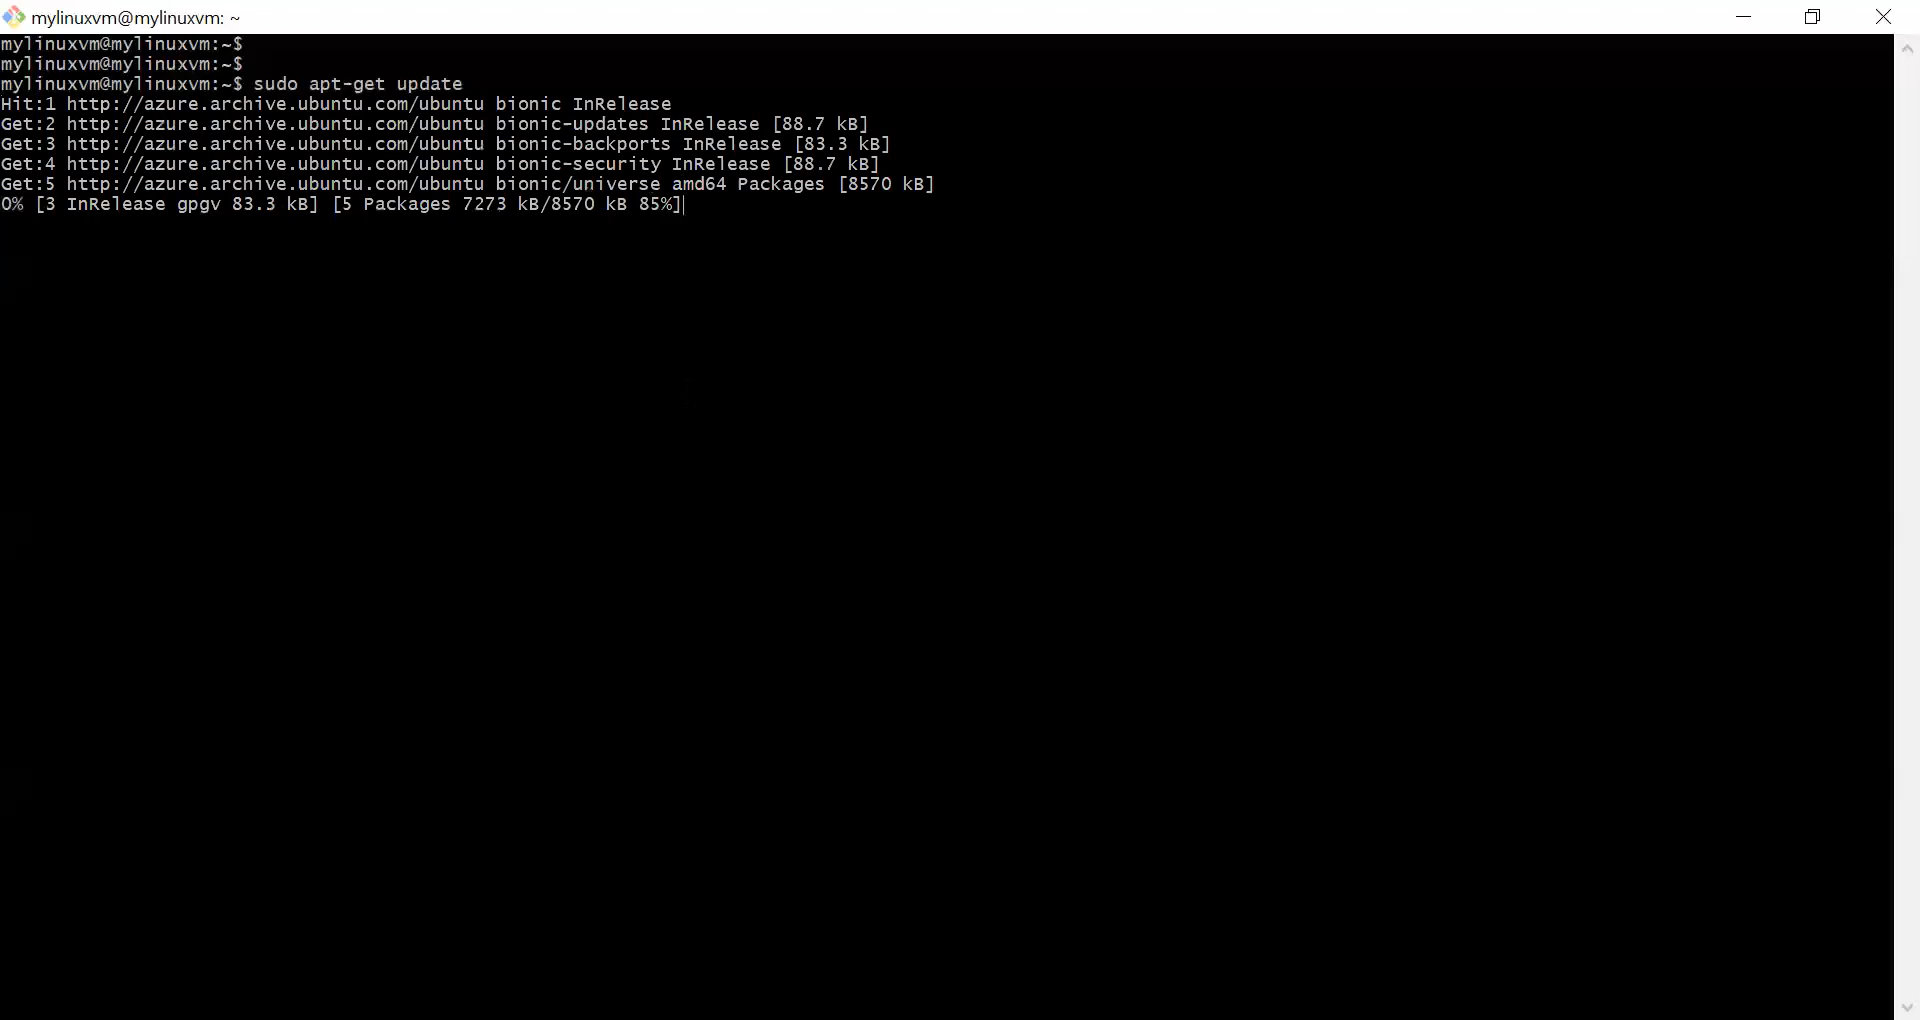 mylinuxvm@mylinuxvm: ~
mylinuxvm@mylinuxvm:~$
mylinuxvm@mylinuxvm:~$
mylinuxvm@mylinuxvm:~$ sudo apt-get update
Hit:1 http://azure.archive.ubuntu.com/ubuntu bionic InRelease
Get:2 http://azure.archive.ubuntu.com/ubuntu bionic-updates InRelease [88.7 kB]
Get:3 http://azure.archive.ubuntu.com/ubuntu bionic-backports InRelease [83.3 kB]
Get:4 http://azure.archive.ubuntu.com/ubuntu bionic-security InRelease [88.7 kB]
Get:5 http://azure.archive.ubuntu.com/ubuntu bionic/universe amd64 Packages [8570 kB]
0% [3 InRelease gpgv 83.3 kB] [5 Packages 7273 kB/8570 kB 85%]